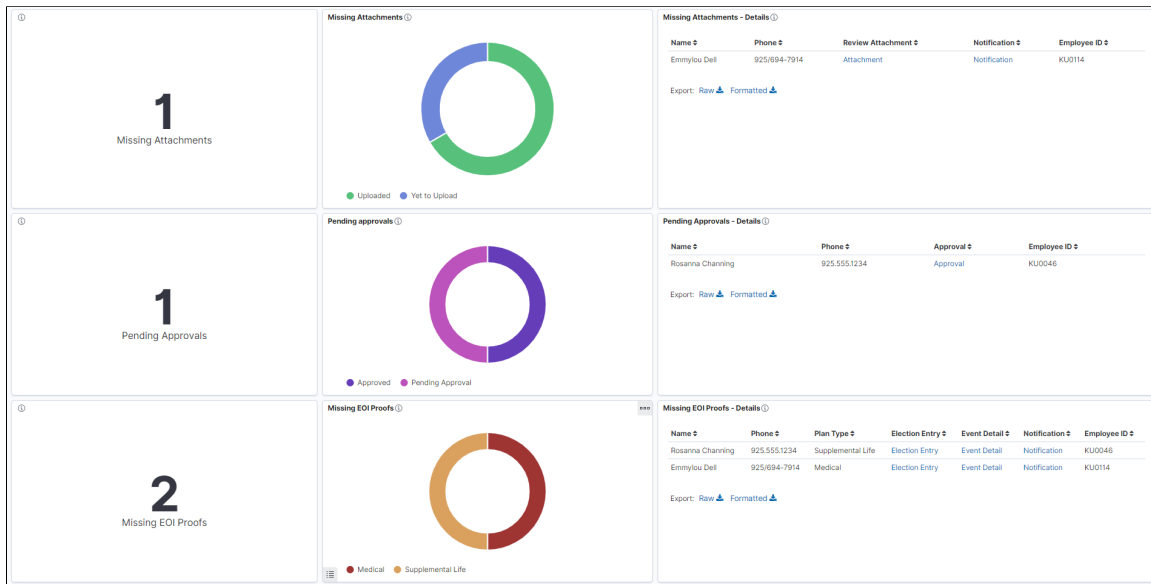 1
Missing Attachments
Missing Attachments
Uploaded Yet to Upload
Missing Attachments - Details
Name Phone Review Attachment Notification Employee ID
Emmylou Dell 925/694-7914 Attachment Notification KU0114
Export: Raw Formatted
1
Pending Approvals
Pending approvals
Approved Pending Approval
Pending Approvals - Details
Name Phone Approval Employee ID
Rosanna Channing 925.555.1234 Approval KU0046
Export: Raw Formatted
2
Missing EOI Proofs
Missing EOI Proofs
Medical Supplemental Life
Missing EOI Proofs - Details
Name Phone Plan Type Election Entry Event Detail Notification Employee ID
Rosanna Channing 925.555.1234 Supplemental Life Election Entry Event Detail Notification KU0046
Emmylou Dell 925/694-7914 Medical Election Entry Event Detail Notification KU0114
Export: Raw Formatted